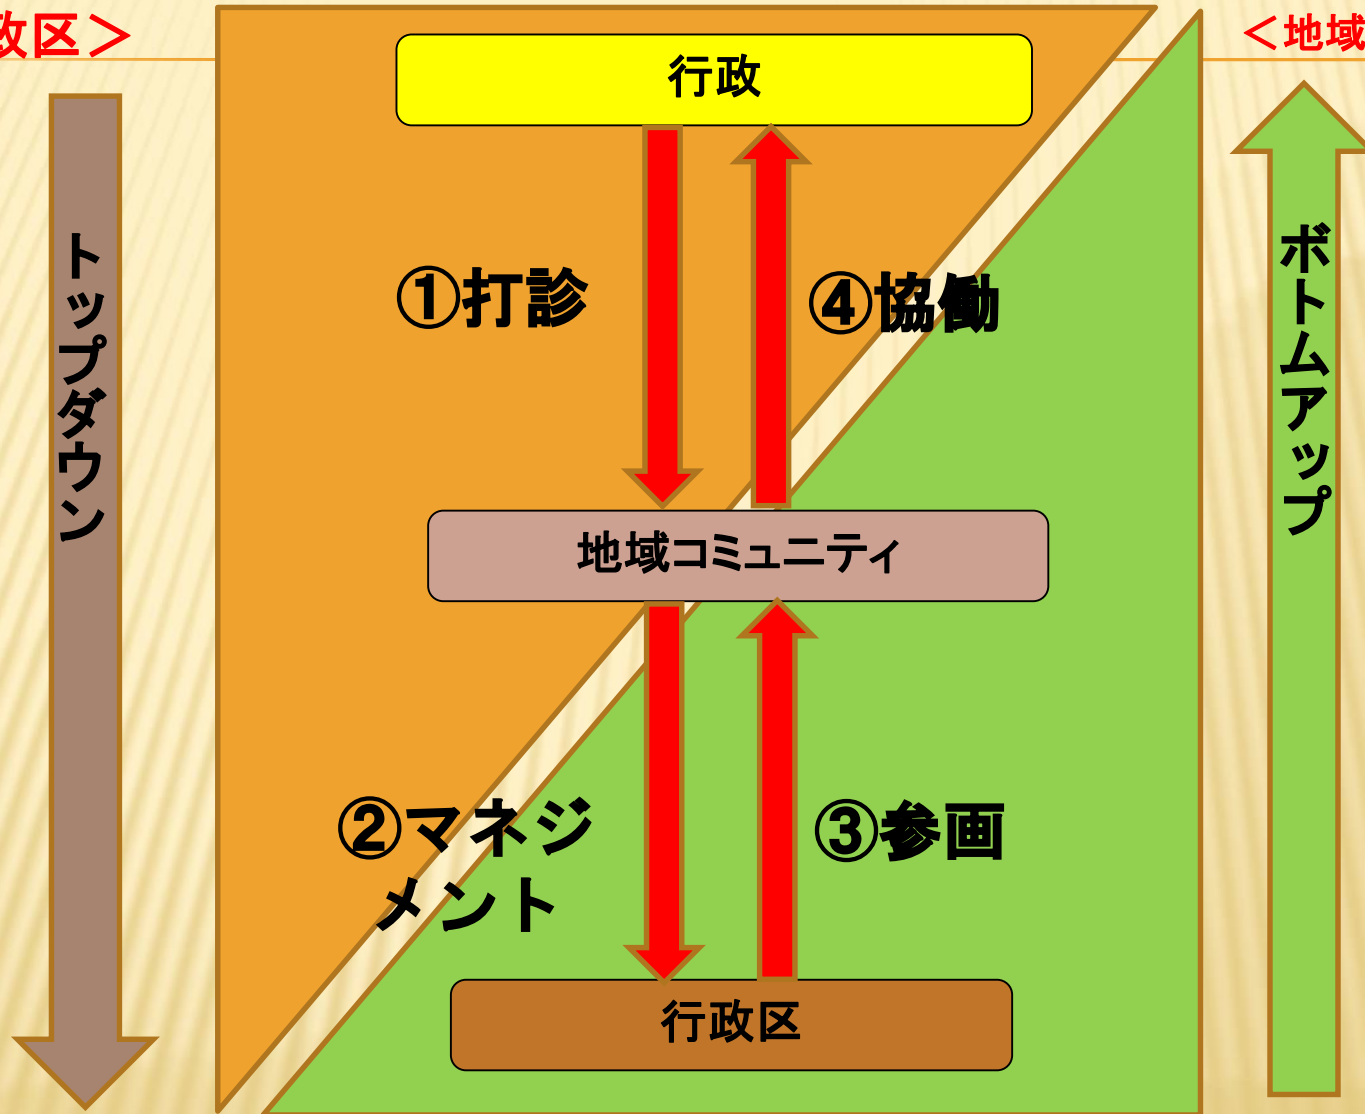 政区＞
＜地域
行政
トップダウン
ボトムアップ
①打診
④協働
地域コミュニティ
②マネジ
メント
③参画
行政区